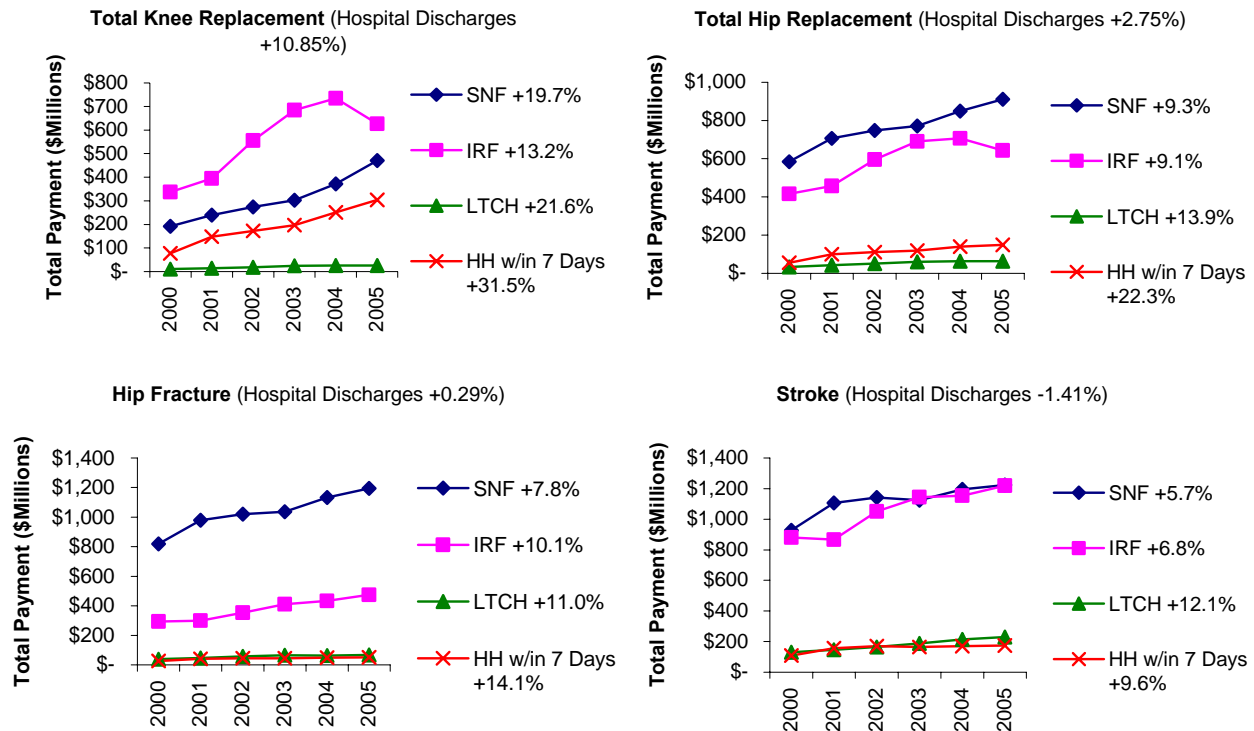 Total Knee Replacement (Hospital Discharges
+10.85%)
Total Payment ($Millions)
$800
$700
$600
$500
$400
$300
$200
$100
$-
2000
2001
2002
2003
2004
2005
SNF +19.7%
IRF +13.2%
LTCH +21.6%
HH w/in 7 Days
+31.5%
Total Hip Replacement (Hospital Discharges +2.75%)
Total Payment ($Millions)
$1,000
$800
$600
$400
$200
$-
2000
2001
2002
2003
2004
2005
SNF +9.3%
IRF +9.1%
LTCH +13.9%
HH w/in 7 Days
+22.3%
Hip Fracture (Hospital Discharges +0.29%)
Total Payment ($Millions)
$1,400
$1,200
$1,000
$800
$600
$400
$200
$-
2000
2001
2002
2003
2004
2005
SNF +7.8%
IRF +10.1%
LTCH +11.0%
HH w/in 7 Days
+14.1%
Stroke (Hospital Discharges -1.41%)
Total Payment ($Millions)
$1,400
$1,200
$1,000
$800
$600
$400
$200
$-
2000
2001
2002
2003
2004
2005
SNF +5.7%
IRF +6.8%
LTCH +12.1%
HH w/in 7 Days
+9.6%